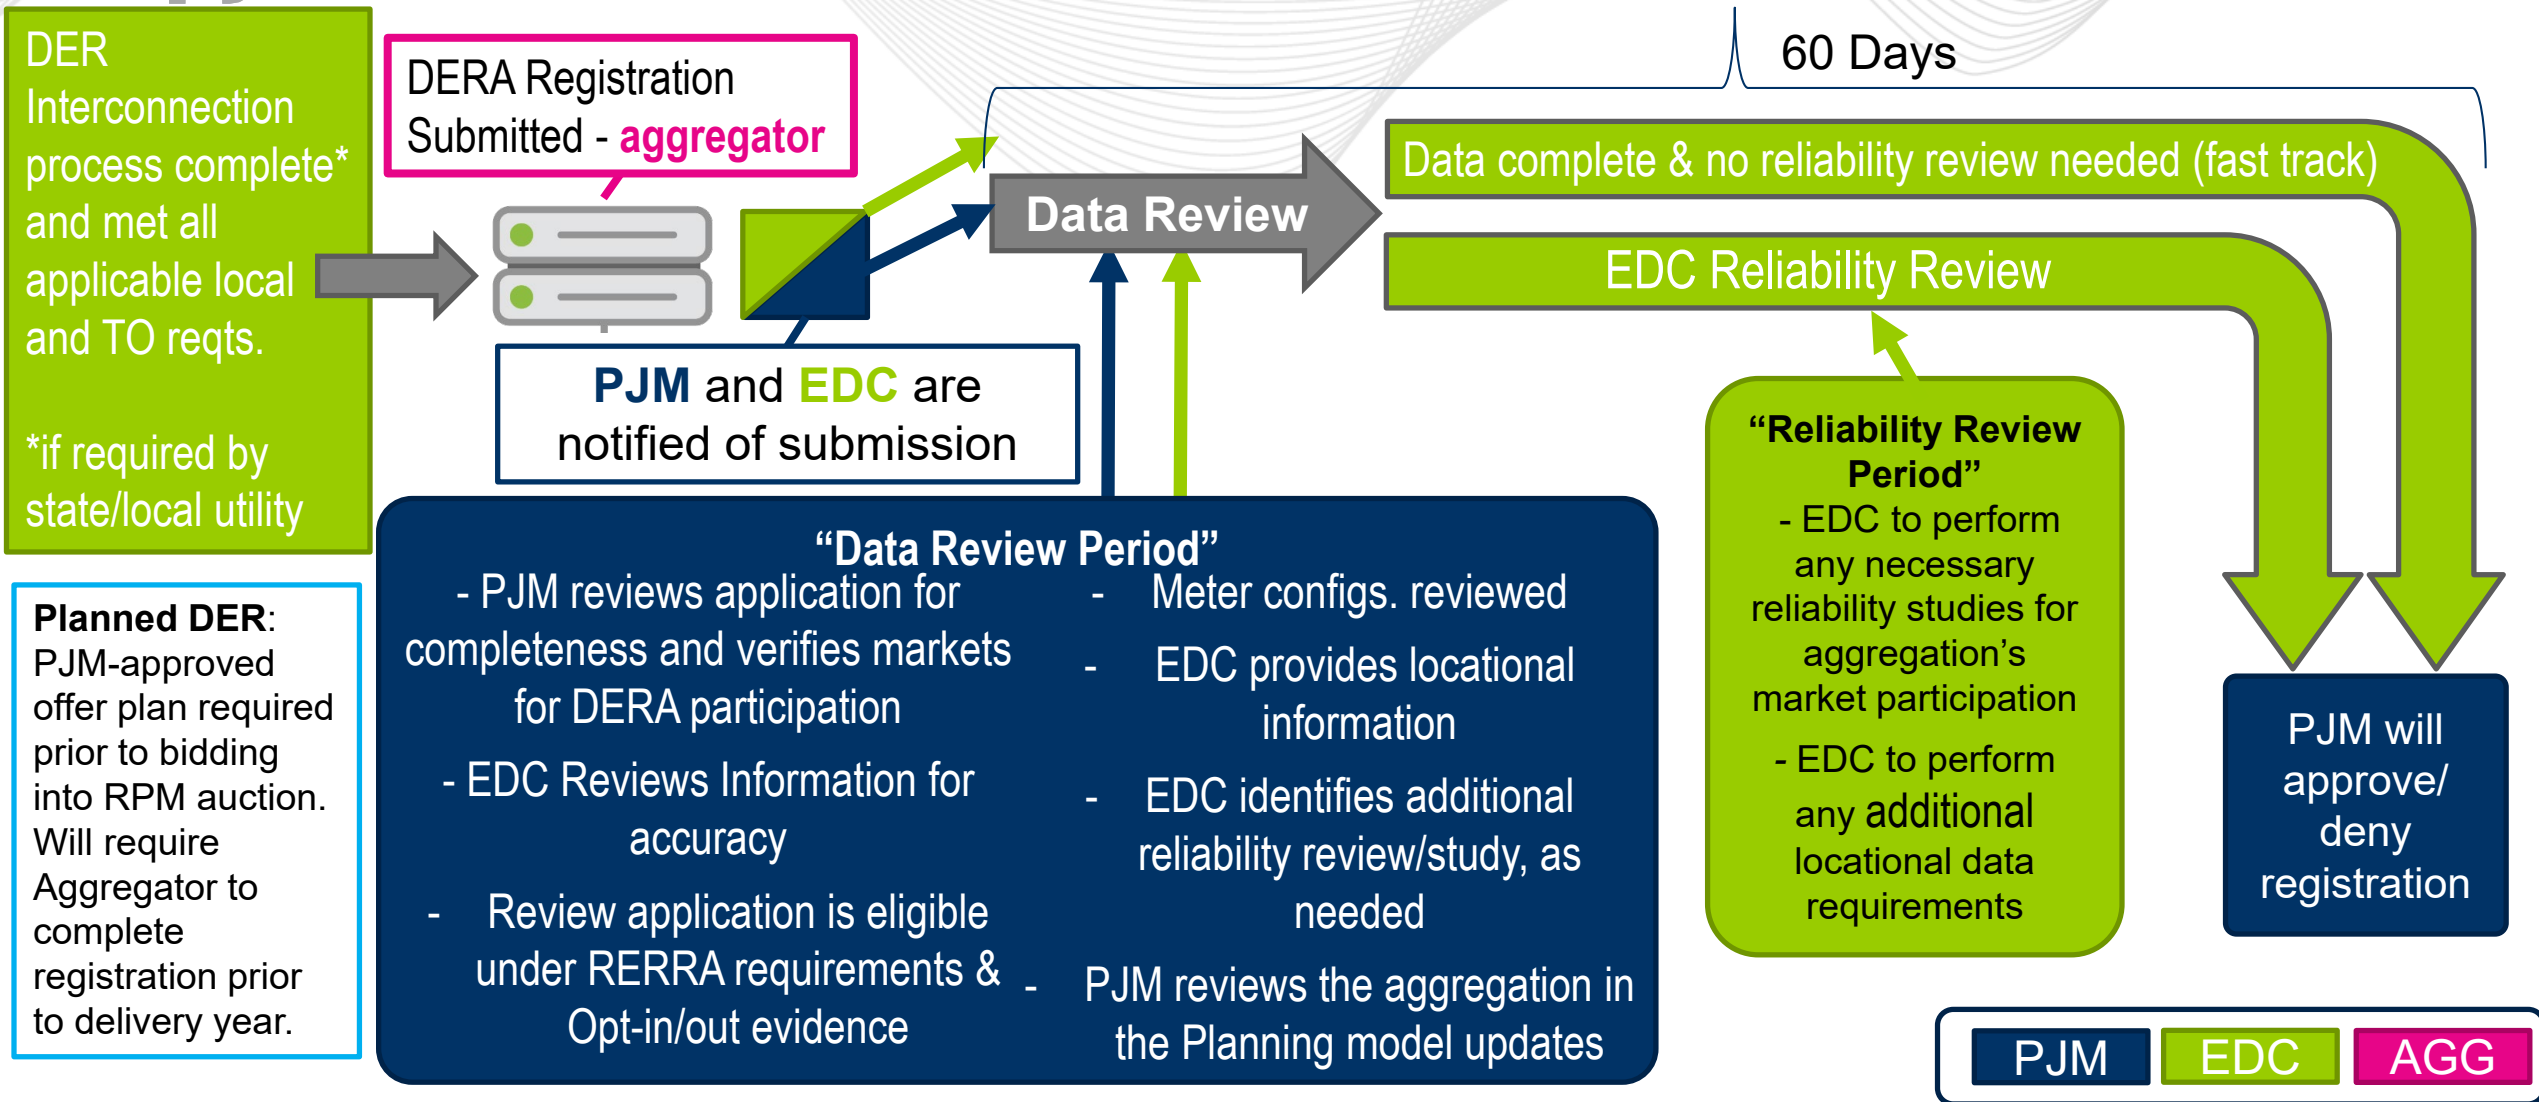 DER
Interconnection
process complete*
and met all
applicable local
and TO reqts.
*if required by
state/local utility
DERA Registration
Submitted - aggregator
60 Days
Data Review
Data complete & no reliability review needed (fast track)
EDC Reliability Review
PJM and EDC are
notified of submission
“Data Review Period”
- PJM reviews application for
completeness and verifies markets
for DERA participation
- EDC Reviews Information for
accuracy
- Review application is eligible
under RERRA requirements &
Opt-in/out evidence
- Meter configs. reviewed
- EDC provides locational
information
- EDC identifies additional
reliability review/study, as
needed
- PJM reviews the aggregation in
the Planning model updates
“Reliability Review
Period”
- EDC to perform
any necessary
reliability studies for
aggregation’s
market participation
- EDC to perform
any additional
locational data
requirements
PJM will
approve/
deny
registration
Planned DER:
PJM-approved
offer plan required
prior to bidding
into RPM auction.
Will require
Aggregator to
complete
registration prior
to delivery year.
PJM
EDC
AGG